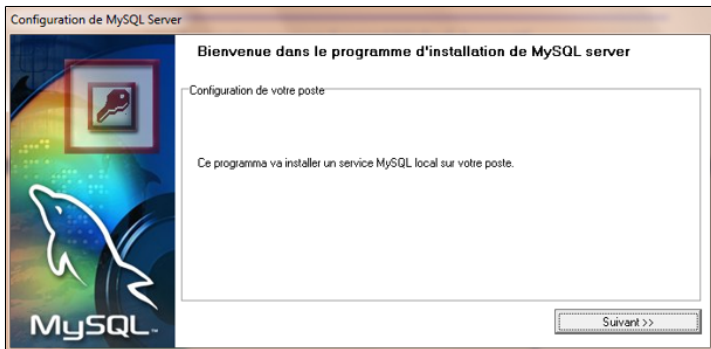 Configuration de MySQL Server
Bienvenue dans le programme d'installation de MySQL server
Configuration de votre poste
Ce programma va installer un service MySQL local sur votre poste.
MySQL
Suivant >>